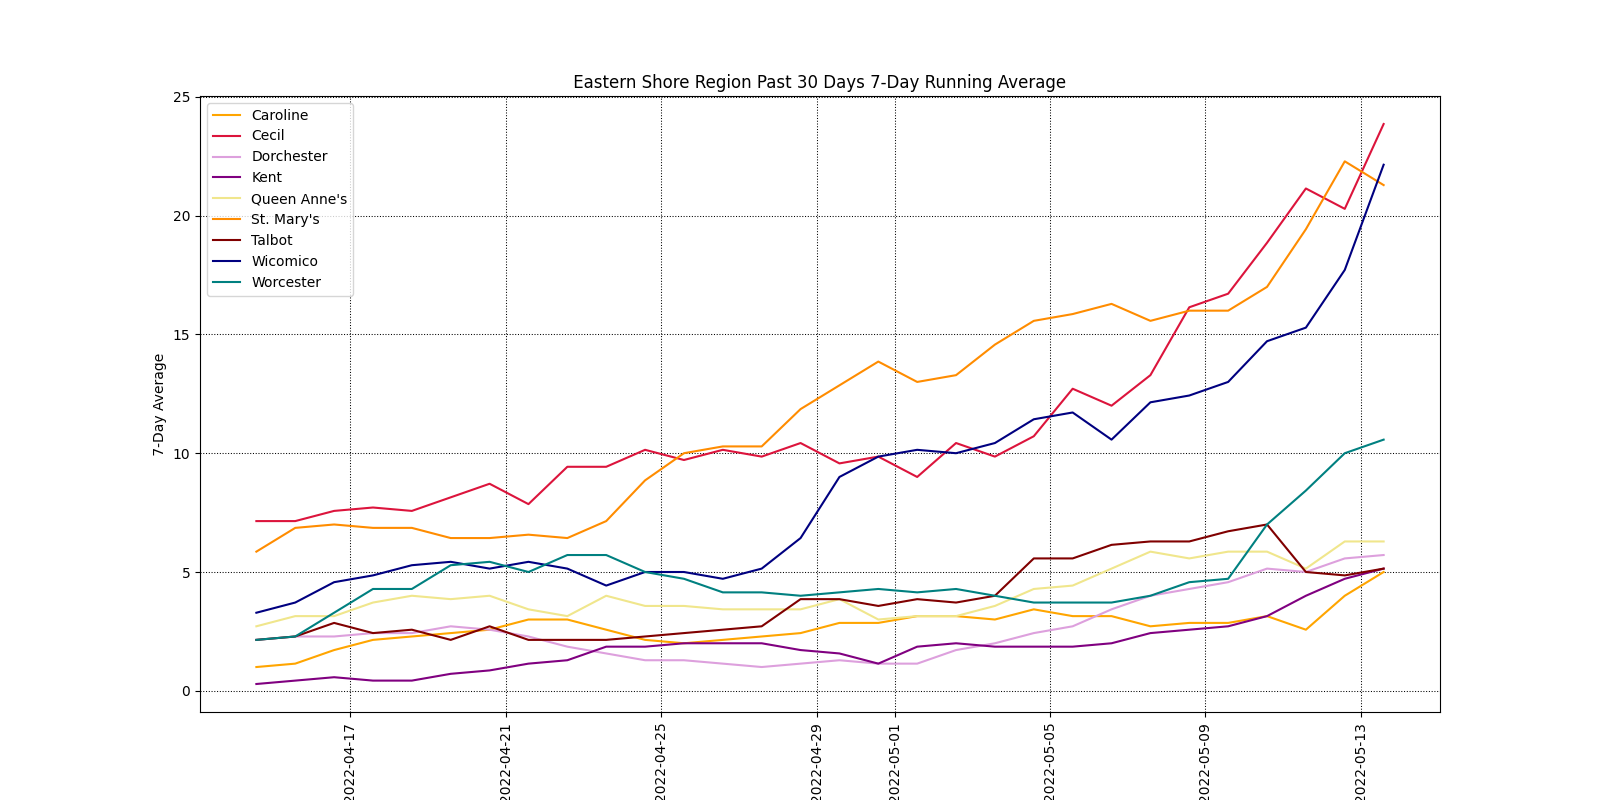 Eastern Shore Region Past 30 Days 7-Day Running Average
25
20
15
10
5
0
7-Day Average
Caroline
Cecil
Dorchester
Kent
Queen Anne's
St. Mary's
Talbot
Wicomico
Worcester
2022-04-17
2022-04-21
2022-04-25
2022-04-29
2022-05-01
2022-05-05
2022-05-09
2022-05-13